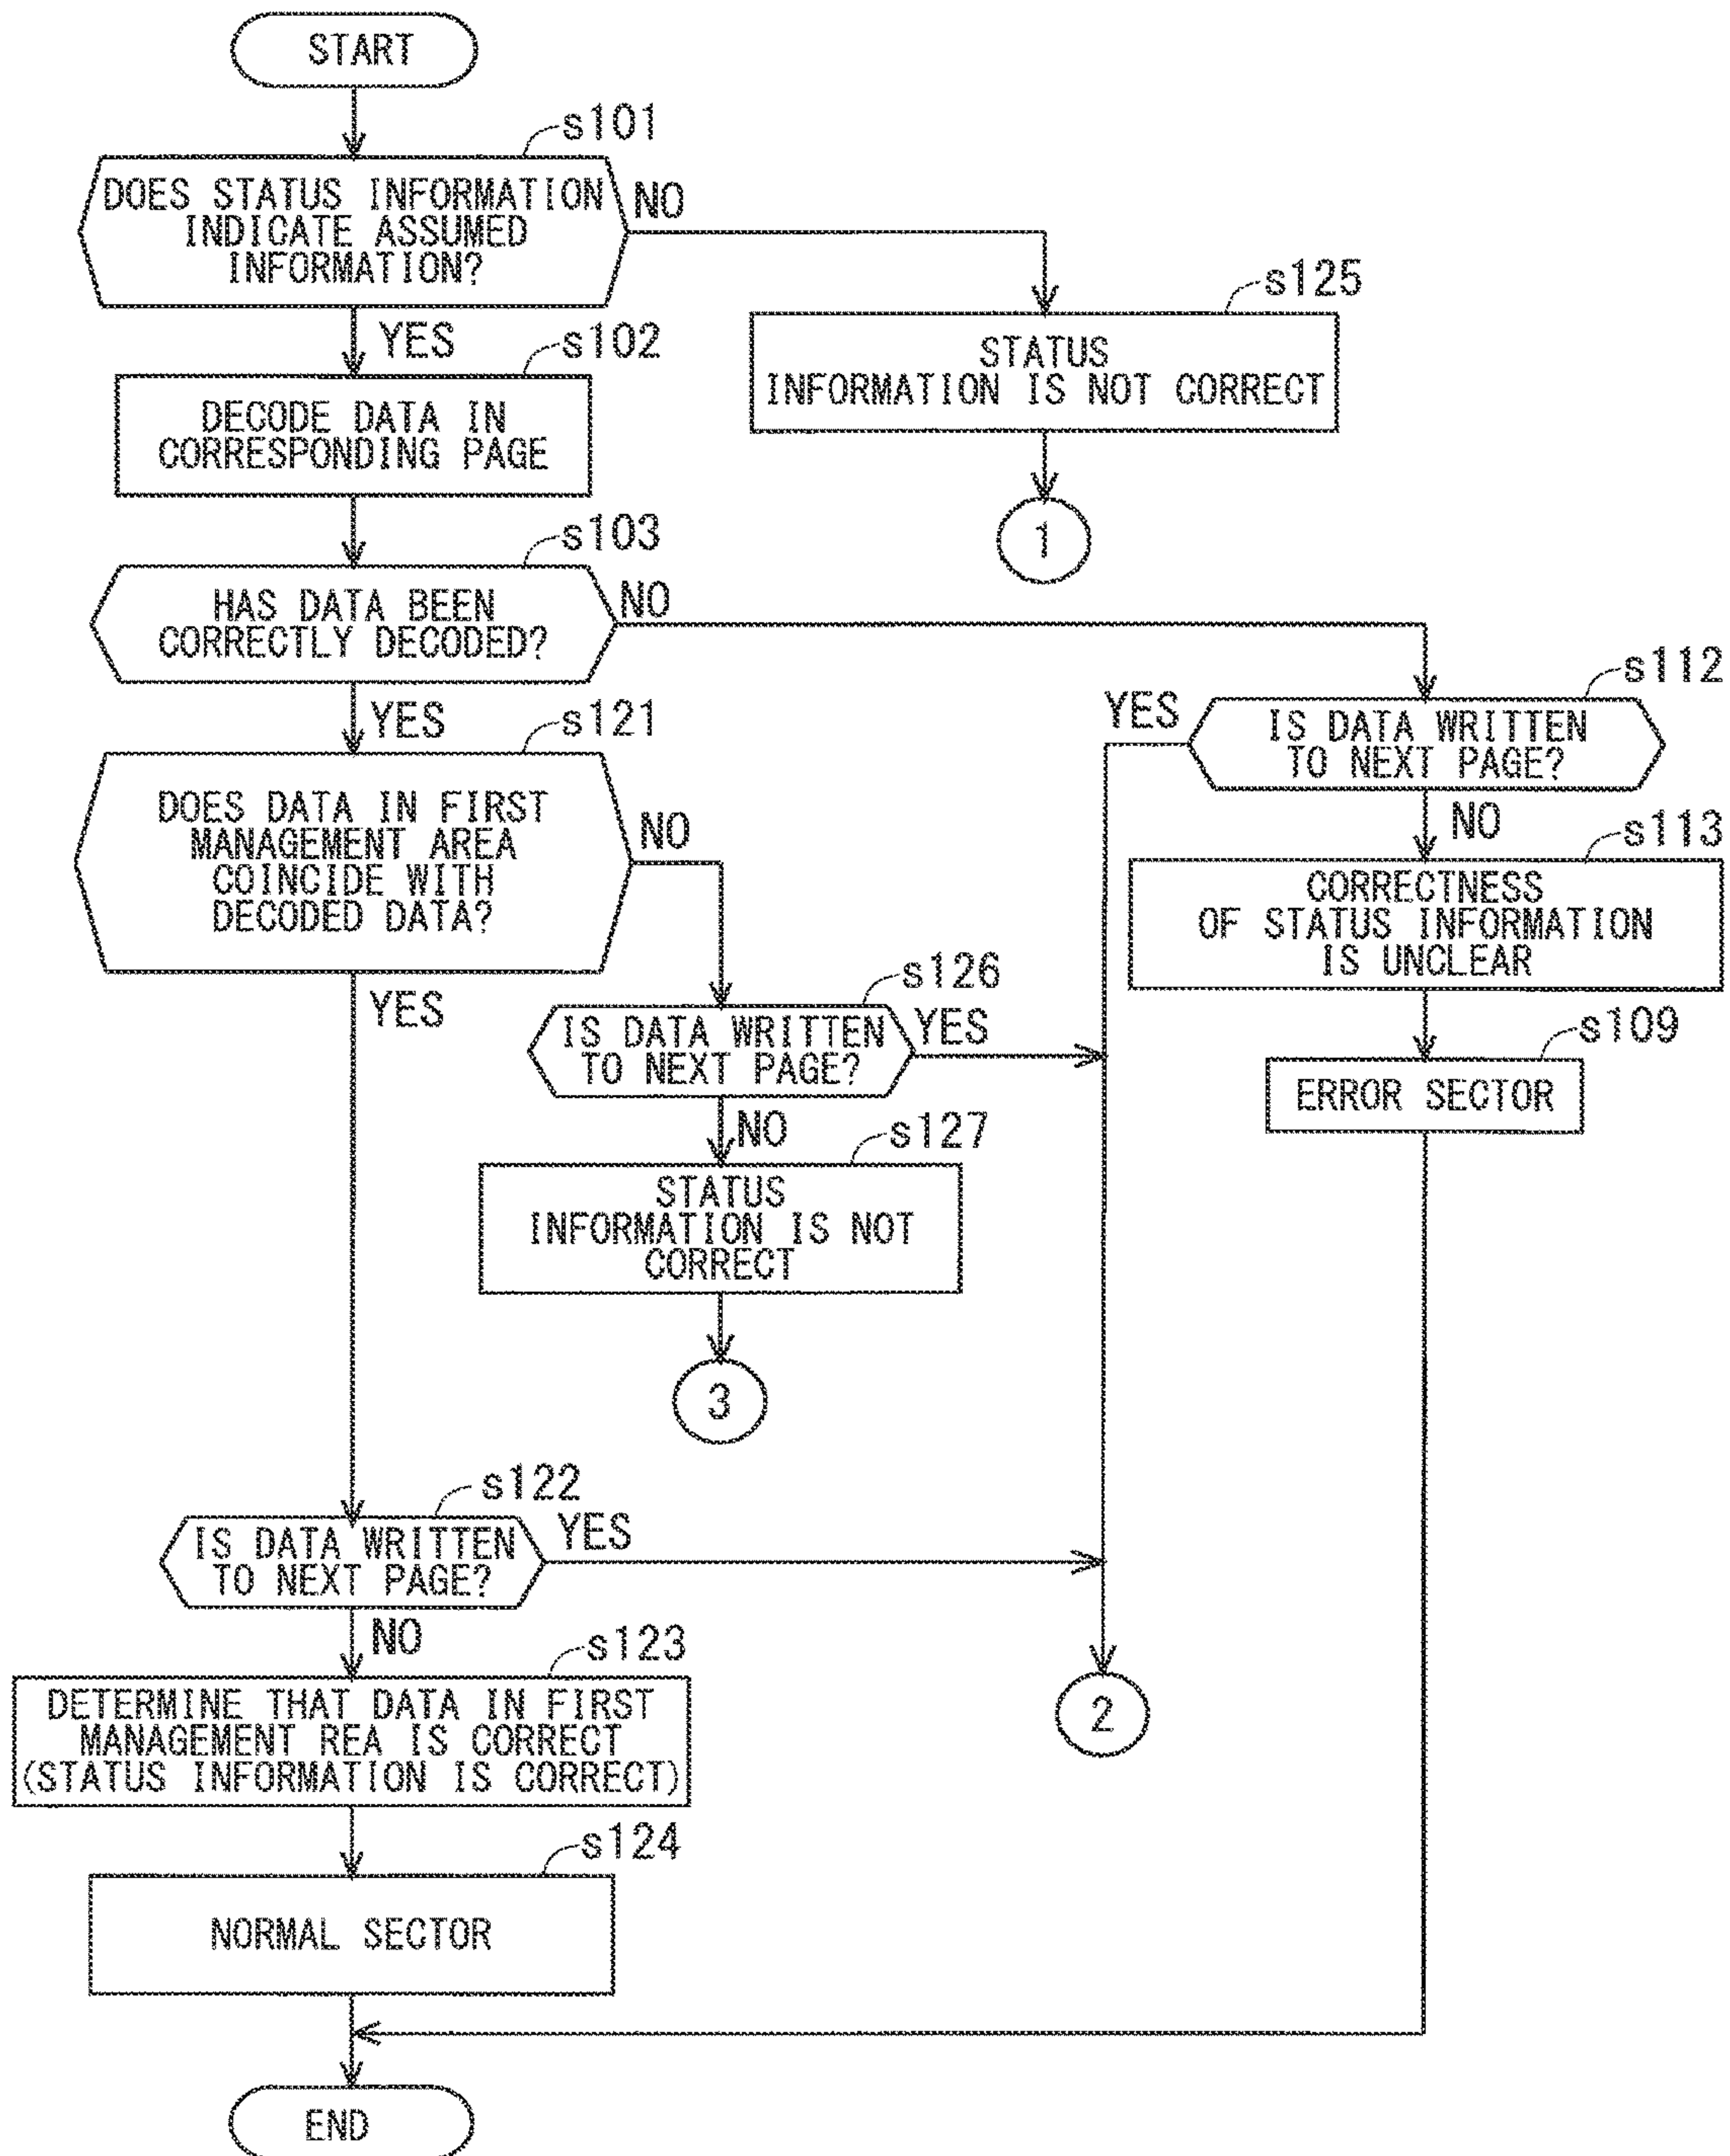 START
s101
DOES STATUS INFORMATION
INDICATE ASSUMED
INFORMATION?
NO
YES
s125
STATUS
INFORMATION IS NOT CORRECT
1
s102
DECODE DATA IN
CORRESPONDING PAGE
s103
HAS DATA BEEN
CORRECTLY DECODED?
NO
YES
s112
IS DATA WRITTEN
TO NEXT PAGE?
YES
NO
s113
CORRECTNESS
OF STATUS INFORMATION
IS UNCLEAR
s109
ERROR SECTOR
s121
DOES DATA IN FIRST
MANAGEMENT AREA
COINCIDE WITH
DECODED DATA?
NO
YES
s126
IS DATA WRITTEN
TO NEXT PAGE?
YES
NO
s127
STATUS
INFORMATION IS NOT
CORRECT
3
s122
IS DATA WRITTEN
TO NEXT PAGE?
YES
NO
2
s123
DETERMINE THAT DATA IN FIRST
MANAGEMENT REA IS CORRECT
(STATUS INFORMATION IS CORRECT)
s124
NORMAL SECTOR
END